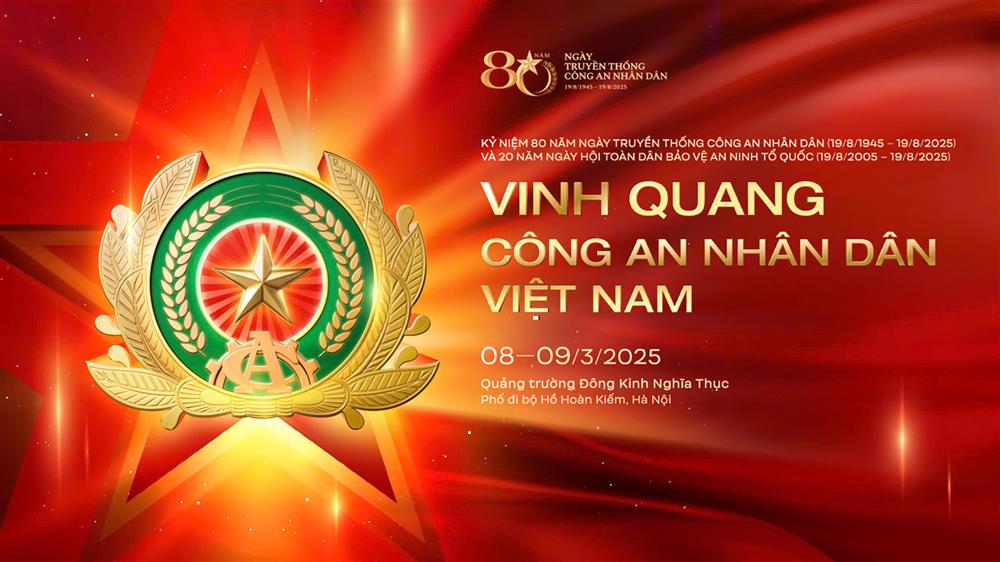 80 NĂM
NGÀY
TRUYỀN THỐNG
CÔNG AN NHÂN DÂN
19/8/1945 – 19/8/2025
KỶ NIỆM 80 NĂM NGÀY TRUYỀN THỐNG CÔNG AN NHÂN DÂN (19/8/1945 – 19/8/2025)
VÀ 20 NĂM NGÀY HỘI TOÀN DÂN BẢO VỆ AN NINH TỔ QUỐC (19/8/2005 – 19/8/2025)
VINH QUANG
CÔNG AN NHÂN DÂN
VIỆT NAM
08—09/3/2025
Quảng trường Đông Kinh Nghĩa Thục
Phố đi bộ Hồ Hoàn Kiếm, Hà Nội
CA